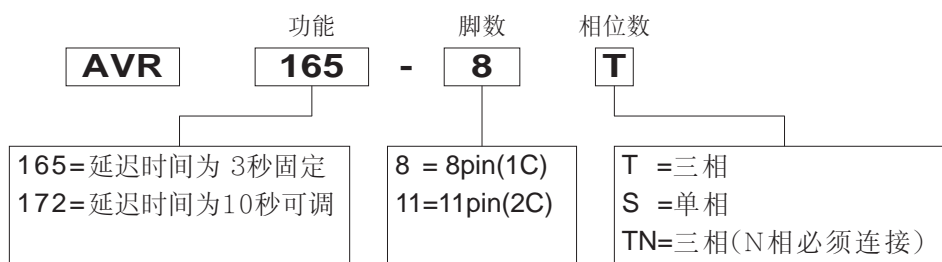 功能 脚数 相位数
AVR 165 - 8 T
165=延迟时间为 3秒固定
172=延迟时间为10秒可调
8 = 8pin(1C)
11=11pin(2C)
T =三相
S =单相
TN=三相(N相必须连接)